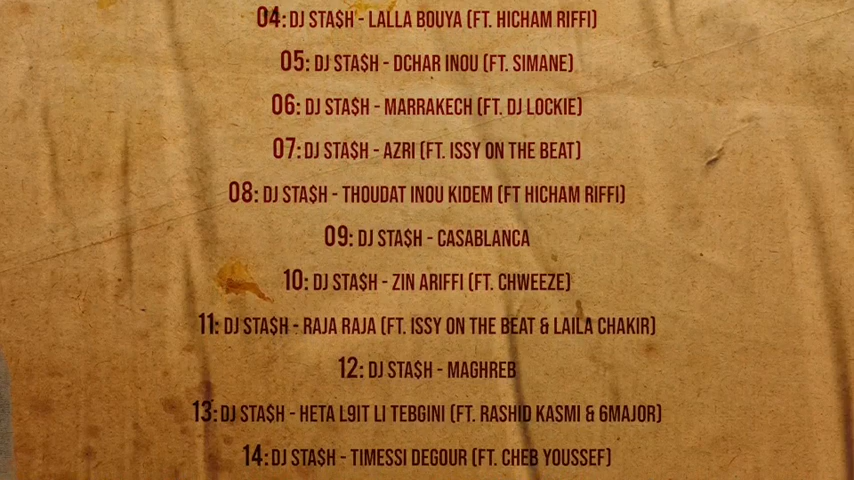 04: DJ STA$H - LALLA BOUYA (FT. HICHAM RIFFI)
05: DJ STA$H - DCHAR INOU (FT. SIMANE)
06: DJ STA$H - MARRAKECH (FT. DJ LOCKIE)
07: DJ STA$H - AZRI (FT. ISSY ON THE BEAT)
08: DJ STA$H - THOUDAT INOU KIDEM (FT HICHAM RIFFI)
09: DJ STA$H - CASABLANCA
10: DJ STA$H - ZIN ARIFFI (FT. CHWEEZE)
11: DJ STA$H - RAJA RAJA (FT. ISSY ON THE BEAT & LAILA CHAKIR)
12: DJ STA$H - MAGHREB
13: DJ STA$H - HETA L9IT LI TEBGINI (FT. RASHID KASMI & 6MAJOR)
14: DJ STA$H - TIMESSI DEGOUR (FT. CHEB YOUSSEF)